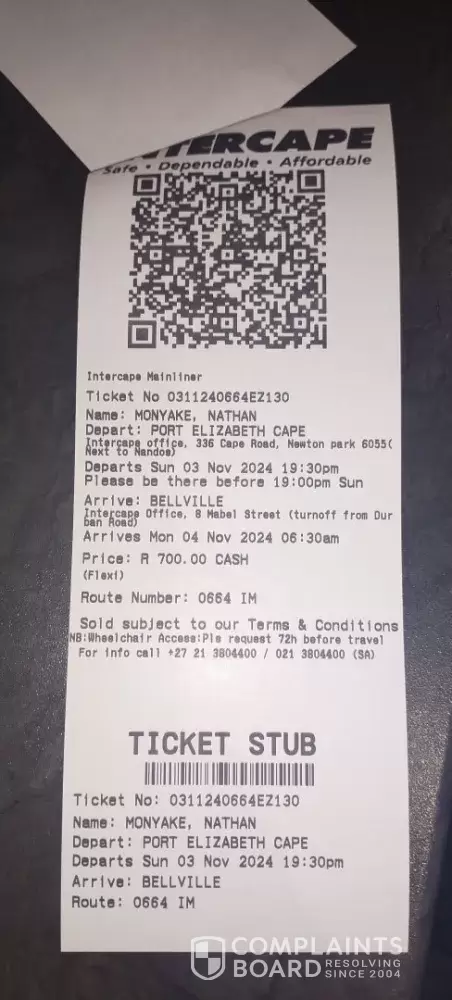 INTERCAPE
Safe • Dependable • Affordable
Intercape Mainliner
Ticket No 0311240664EZ130
Name: MONYAKE, NATHAN
Depart: PORT ELIZABETH CAPE
Intercape office, 336 Cape Road, Newton park 6055(
Next to Nandos)
Departs Sun 03 Nov 2024 19:30pm
Please be there before 19:00pm Sun
Arrive: BELLVILLE
Intercape Office, 8 Mabel Street (turnoff from Dur
ban Road)
Arrives Mon 04 Nov 2024 06:30am
Price: R 700.00 CASH
(Flexi)
Route Number: 0664 IM
Sold subject to our Terms & Conditions
NB:Wheelchair Access:Ple request 72h before travel
For info call +27 21 3804400 / 021 3804400 (SA)
TICKET STUB
Ticket No: 0311240664EZ130
Name: MONYAKE, NATHAN
Depart: PORT ELIZABETH CAPE
Departs Sun 03 Nov 2024 19:30pm
Arrive: BELLVILLE
Route: 0664 IM
COMPLAINTS
BOARD RESOLVING
SINCE 2004